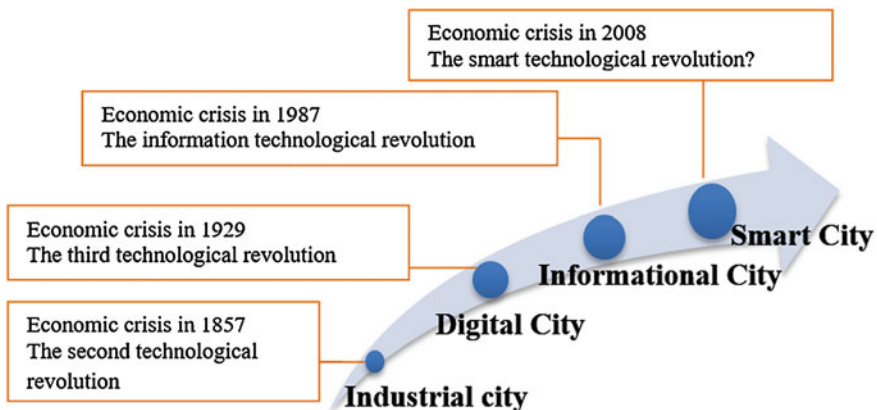 Economic crisis in 2008
The smart technological revolution?
Economic crisis in 1987
The information technological revolution
Economic crisis in 1929
The third technological revolution
Economic crisis in 1857
The second technological
revolution
Smart City
Informational City
Digital City
Industrial city